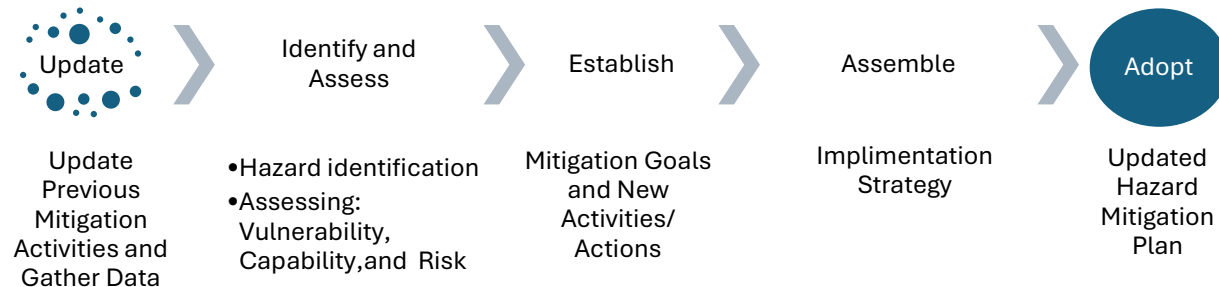 Update
Update
Previous
Mitigation
Activities and
Gather Data
Identify and
Assess
•Hazard identification
•Assessing:
Vulnerability,
Capability,and Risk
Establish
Mitigation Goals
and New
Activities/
Actions
Assemble
Implimentation
Strategy
Adopt
Updated
Hazard
Mitigation
Plan